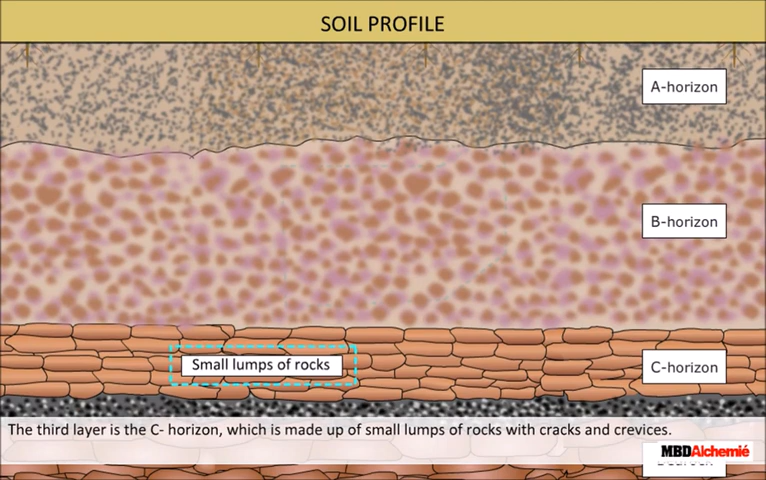 SOIL PROFILE
A-horizon
B-horizon
Small lumps of rocks
C-horizon
The third layer is the C- horizon, which is made up of small lumps of rocks with cracks and crevices.
MBDAlchemié